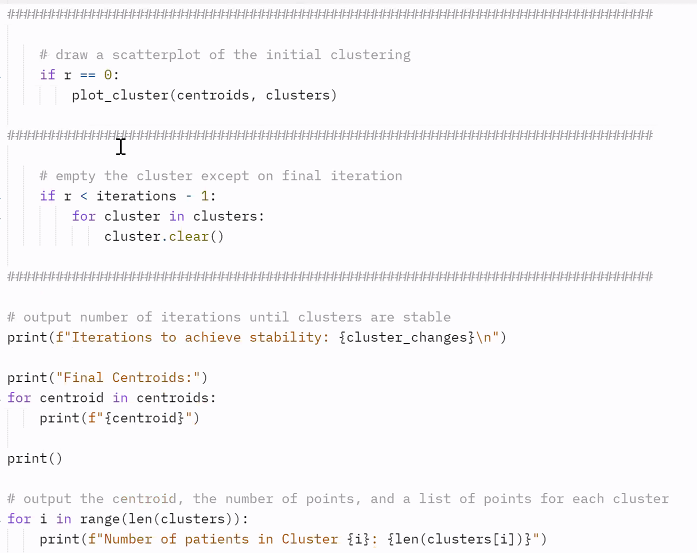 ################################################################################
# draw a scatterplot of the initial clustering
if r == 0:
plot_cluster(centroids, clusters)
################################################################################
# empty the cluster except on final iteration
if r < iterations - 1:
for cluster in clusters:
cluster.clear()
################################################################################
# output number of iterations until clusters are stable
print(f"Iterations to achieve stability: {cluster_changes}\n")
print("Final Centroids:")
for centroid in centroids:
print(f"{centroid}")
print()
# output the centroid, the number of points, and a list of points for each cluster
for i in range(len(clusters)):
print(f"Number of patients in Cluster {i}: {len(clusters[i])}")